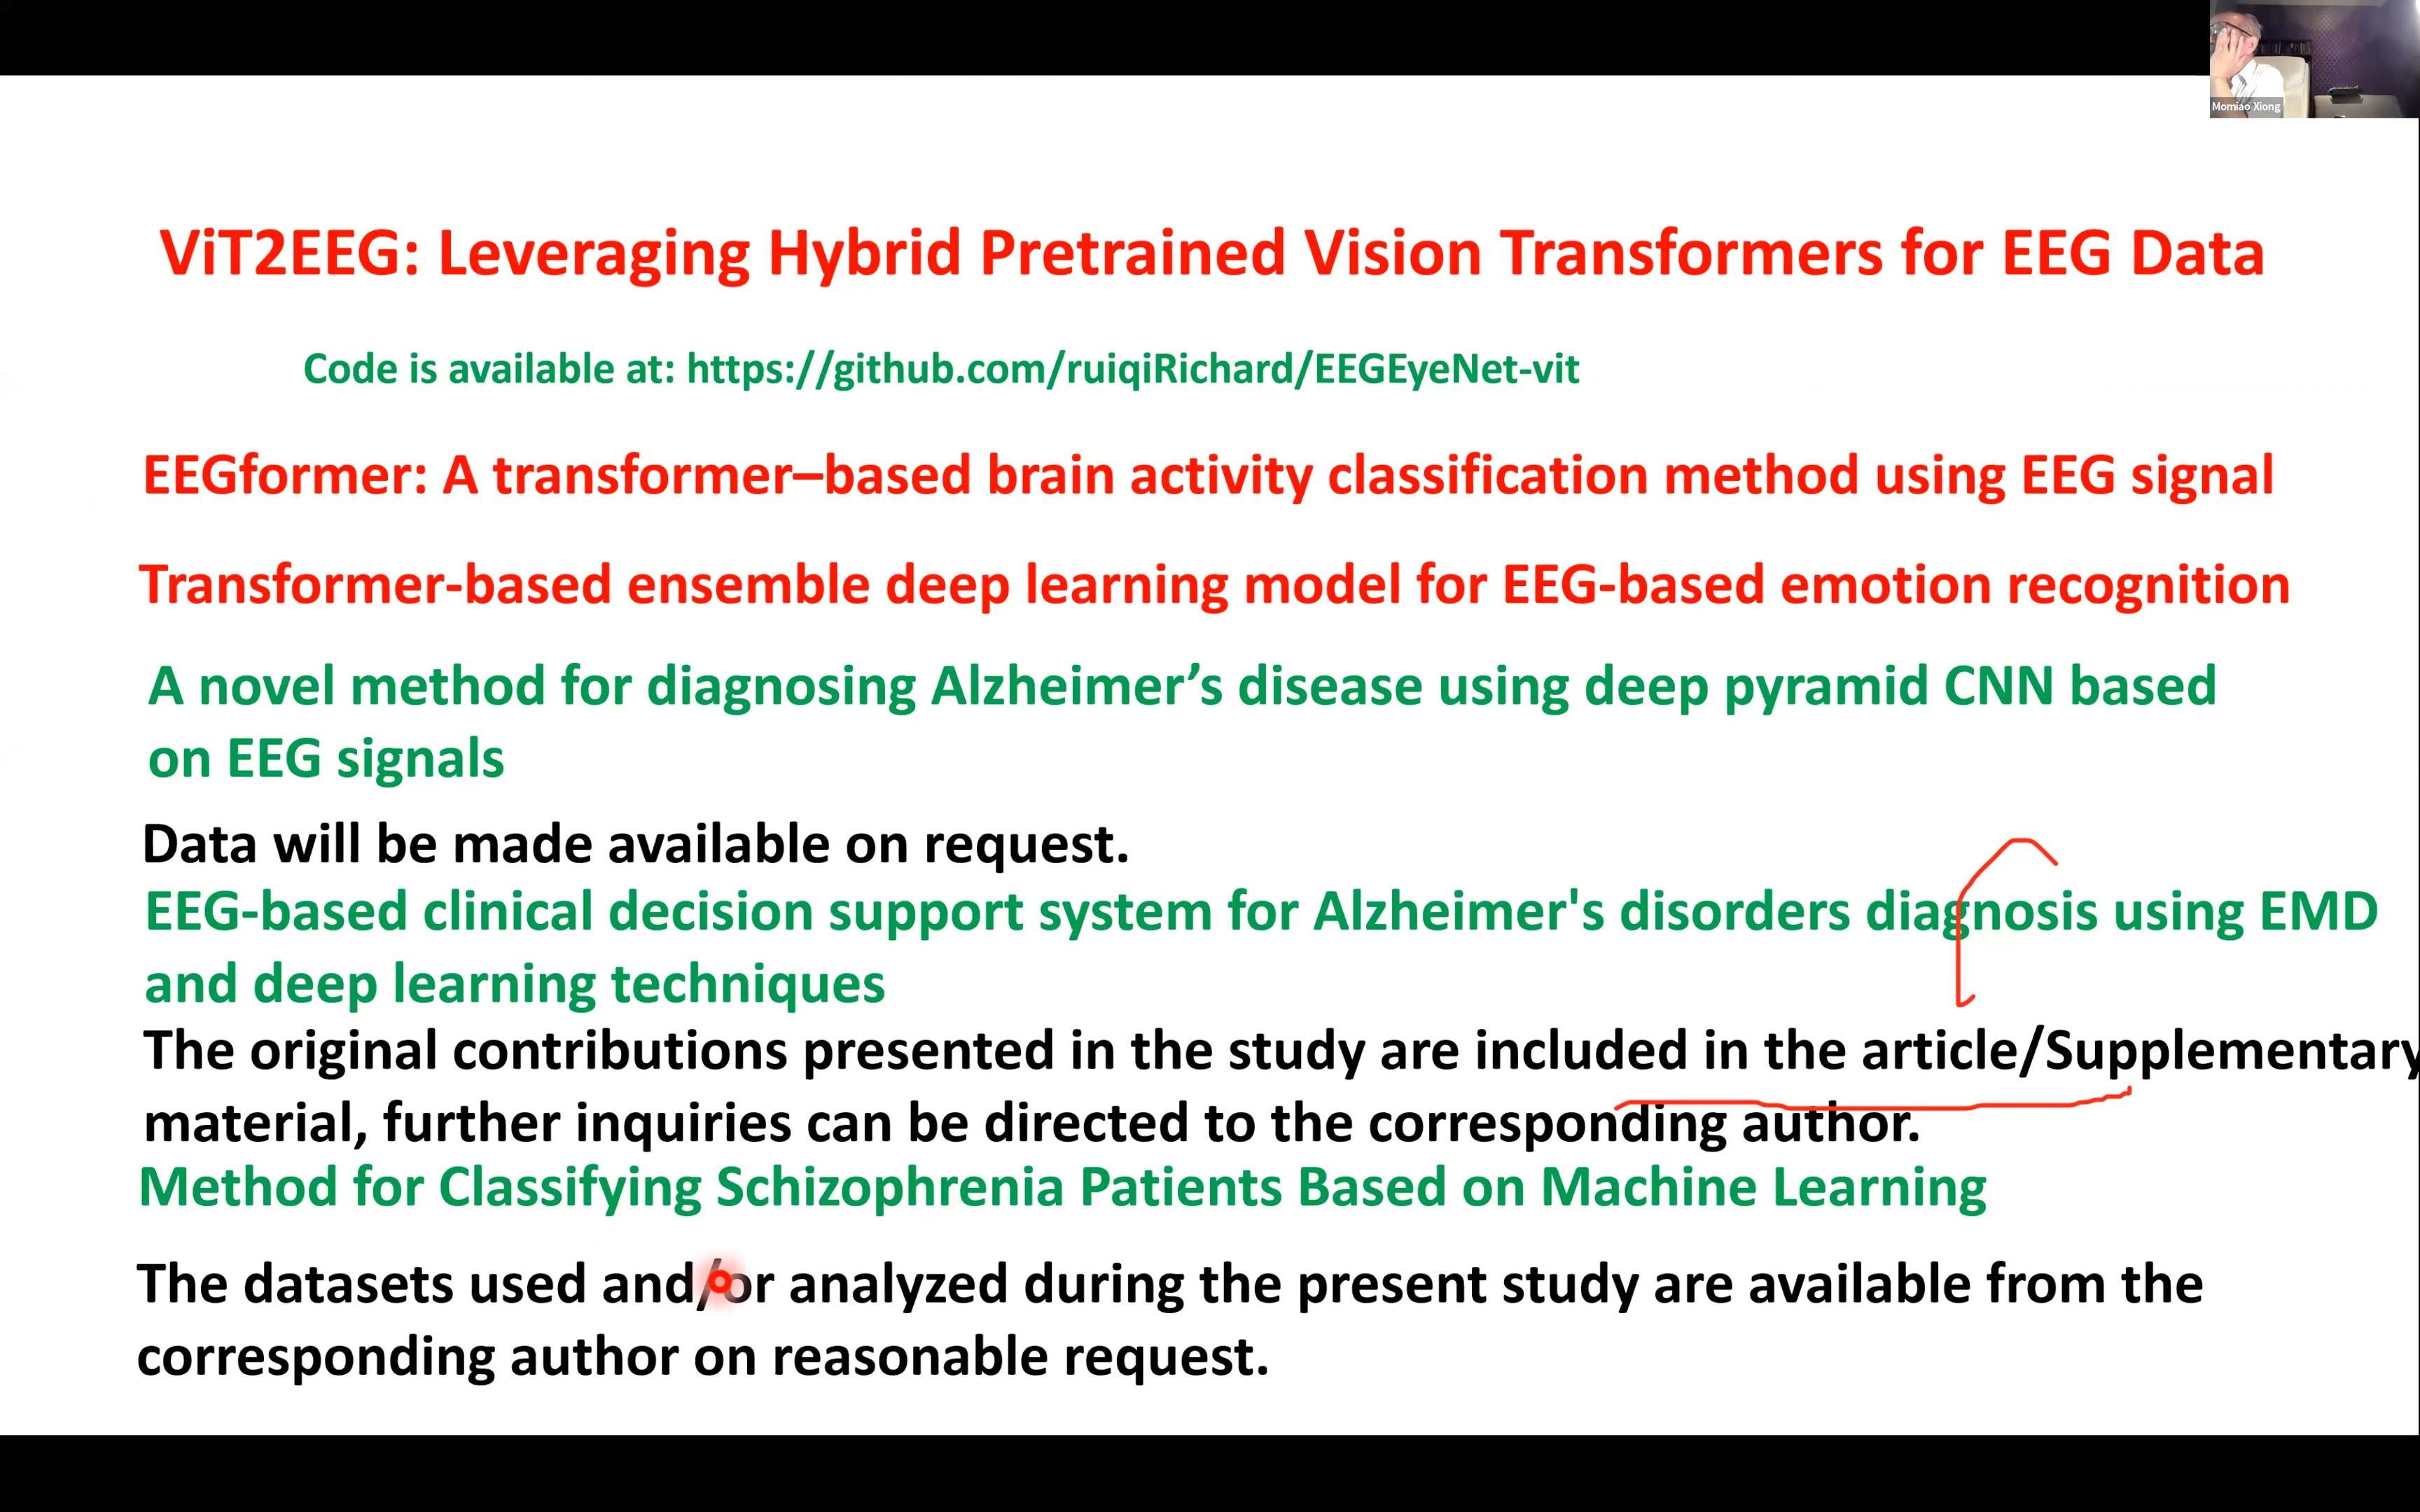 Momiao Xiong
ViT2EEG: Leveraging Hybrid Pretrained Vision Transformers for EEG Data
Code is available at: https://github.com/ruiqiRichard/EEGEyeNet-vit
EEGformer: A transformer–based brain activity classification method using EEG signal
Transformer-based ensemble deep learning model for EEG-based emotion recognition
A novel method for diagnosing Alzheimer’s disease using deep pyramid CNN based
on EEG signals
Data will be made available on request.
EEG-based clinical decision support system for Alzheimer's disorders diagnosis using EMD
and deep learning techniques
The original contributions presented in the study are included in the article/Supplementary
material, further inquiries can be directed to the corresponding author.
Method for Classifying Schizophrenia Patients Based on Machine Learning
The datasets used and/or analyzed during the present study are available from the
corresponding author on reasonable request.